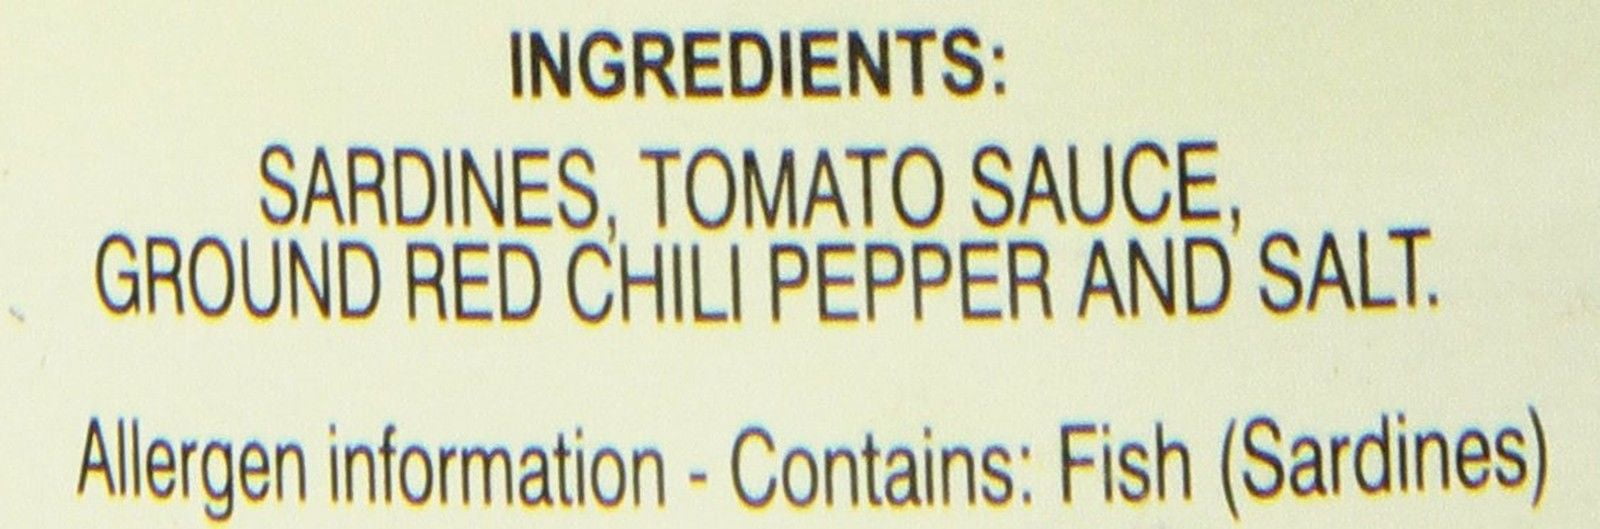 INGREDIENTS:
SARDINES, TOMATO SAUCE,
GROUND RED CHILI PEPPER AND SALT.
Allergen information - Contains: Fish (Sardines)